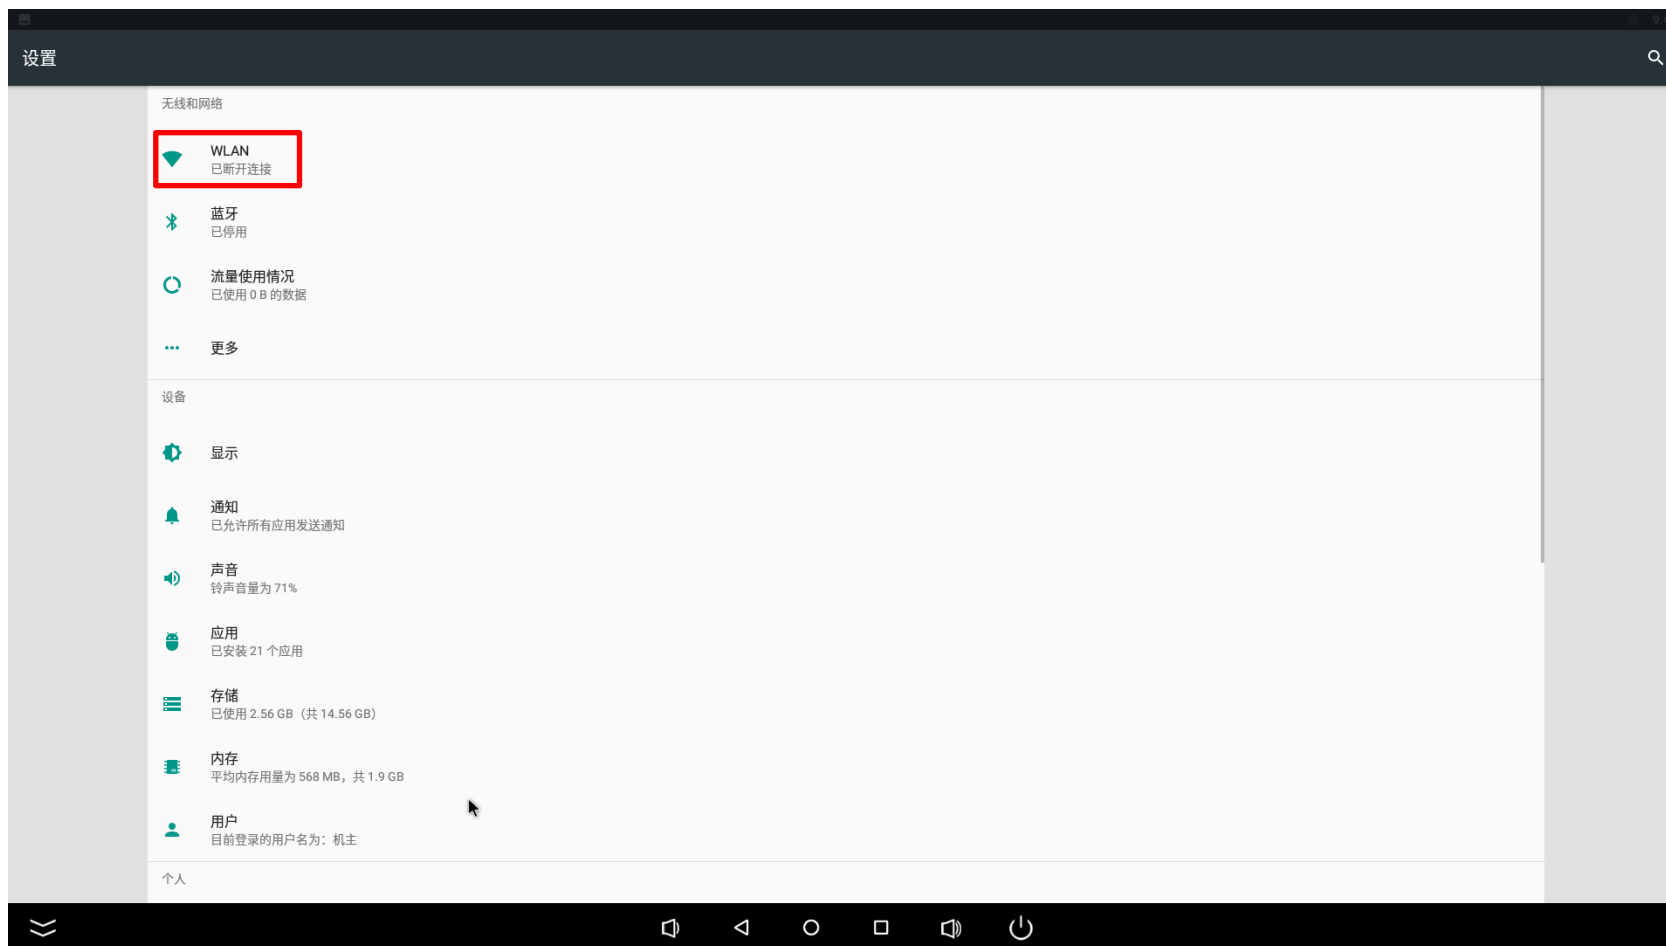 设置
无线和网络
WLAN
已断开连接
蓝牙
已停用
流量使用情况
已使用 0 B 的数据
更多
设备
显示
通知
已允许所有应用发送通知
声音
铃声音量为 71%
应用
已安装 21 个应用
存储
已使用 2.56 GB（共 14.56 GB）
内存
平均内存用量为 568 MB，共 1.9 GB
用户
目前登录的用户名为：机主
个人